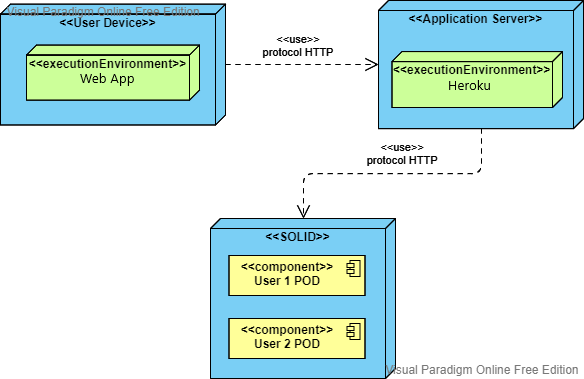 Visual Paradigm Online Free Edition
<<User Device>>
<<executionEnvironment>>
Web App
<<use>>
protocol HTTP
<<Application Server>>
<<executionEnvironment>>
Heroku
<<use>>
protocol HTTP
<<SOLID>>
<<component>>
User 1 POD
<<component>>
User 2 POD
Visual Paradigm Online Free Edition